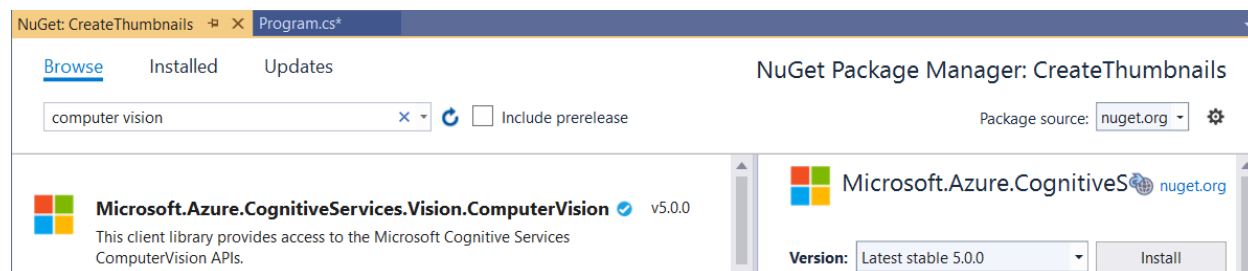 NuGet: CreateThumbnails Program.cs*
Browse Installed Updates
NuGet Package Manager: CreateThumbnails
computer vision Include prerelease
Package source: nuget.org
Microsoft.Azure.CognitiveServices.Vision.ComputerVision v5.0.0
This client library provides access to the Microsoft Cognitive Services
ComputerVision APIs.
Microsoft.Azure.CognitiveS nuget.org
Version: Latest stable 5.0.0 Install